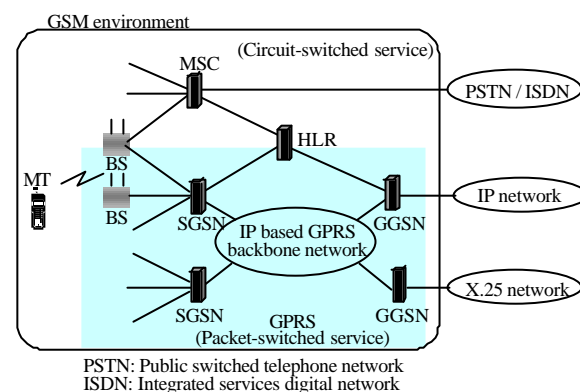 GSM environment
(Circuit-switched service)
MSC
PSTN / ISDN
HLR
BS
MT
BS
SGSN
IP based GPRS
backbone network
GGSN
IP network
X.25 network
SGSN
GPRS
GGSN
(Packet-switched service)
PSTN: Public switched telephone network
ISDN: Integrated services digital network